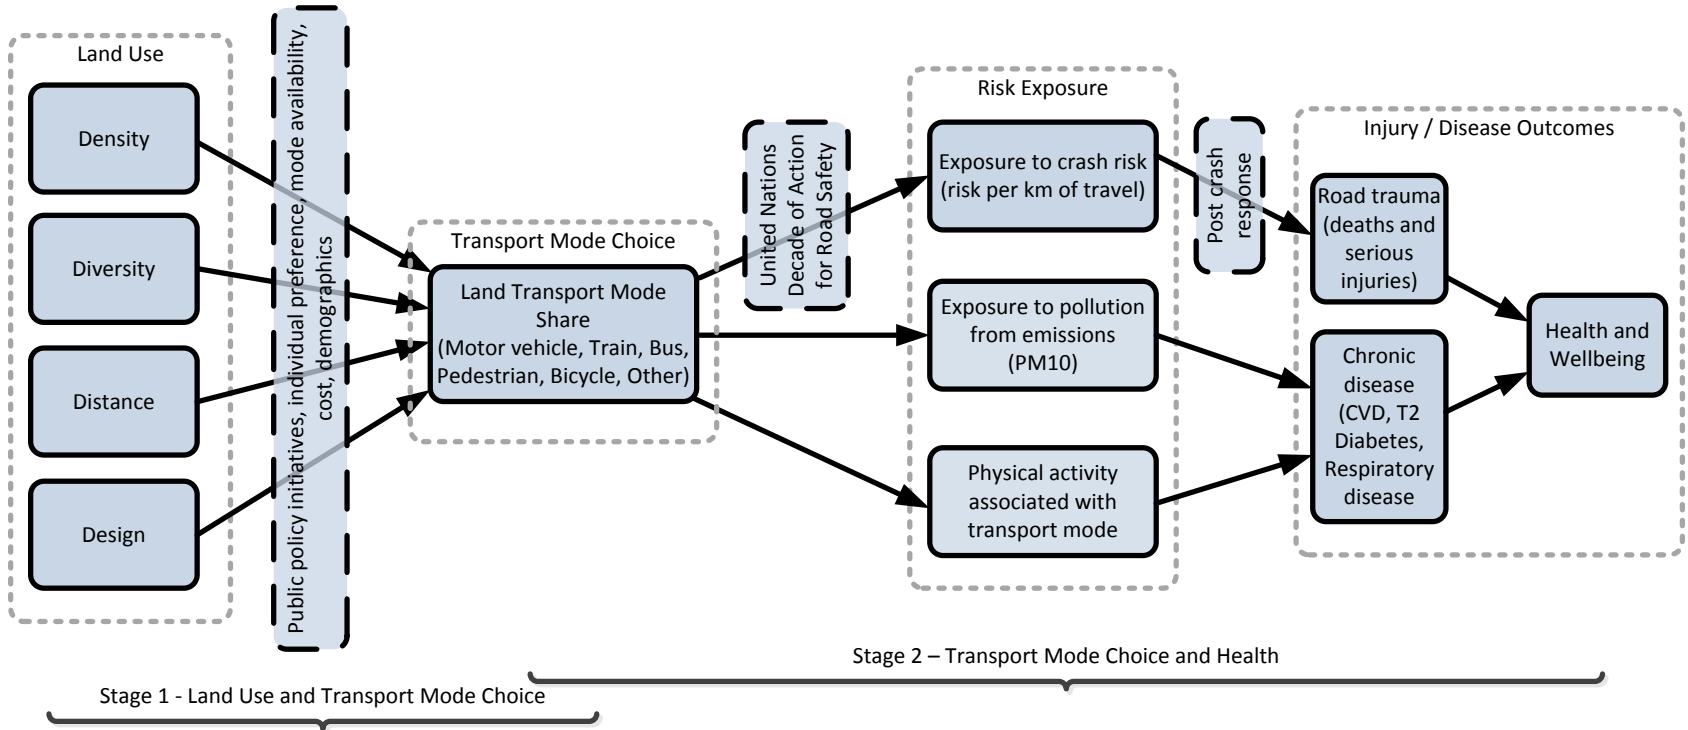 Land Use
Density
Diversity
Distance
Design
Public policy initiatives, individual preference, mode availability,
cost, demographics
Transport Mode Choice
Land Transport Mode
Share
(Motor vehicle, Train, Bus,
Pedestrian, Bicycle, Other)
United Nations
Decade of Action
for Road Safety
Risk Exposure
Exposure to crash risk
(risk per km of travel)
Exposure to pollution
from emissions
(PM10)
Physical activity
associated with
transport mode
Post crash
response
Injury / Disease Outcomes
Road trauma
(deaths and
serious
injuries)
Chronic
disease
(CVD, T2
Diabetes,
Respiratory
disease
Health and
Wellbeing
Stage 2 – Transport Mode Choice and Health
Stage 1 - Land Use and Transport Mode Choice